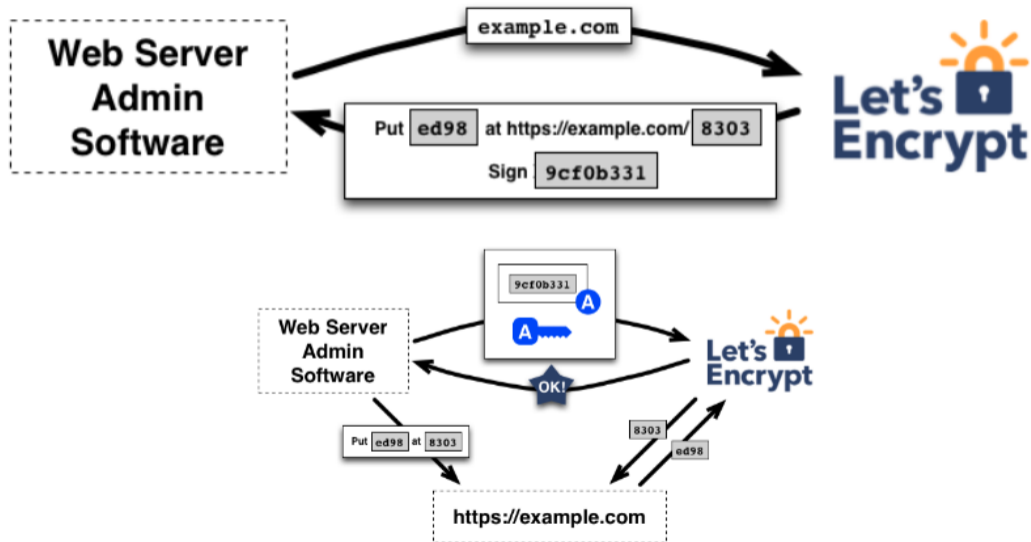 example.com
Web Server
Admin
Software
Let's
Encrypt
Put ed98 at https://example.com/ 8303
Sign 9cf0b331
9cf0b331
A
A
Web Server
Admin
Software
Let's
Encrypt
OK!
Put ed98 at 8303
8303
ed98
https://example.com